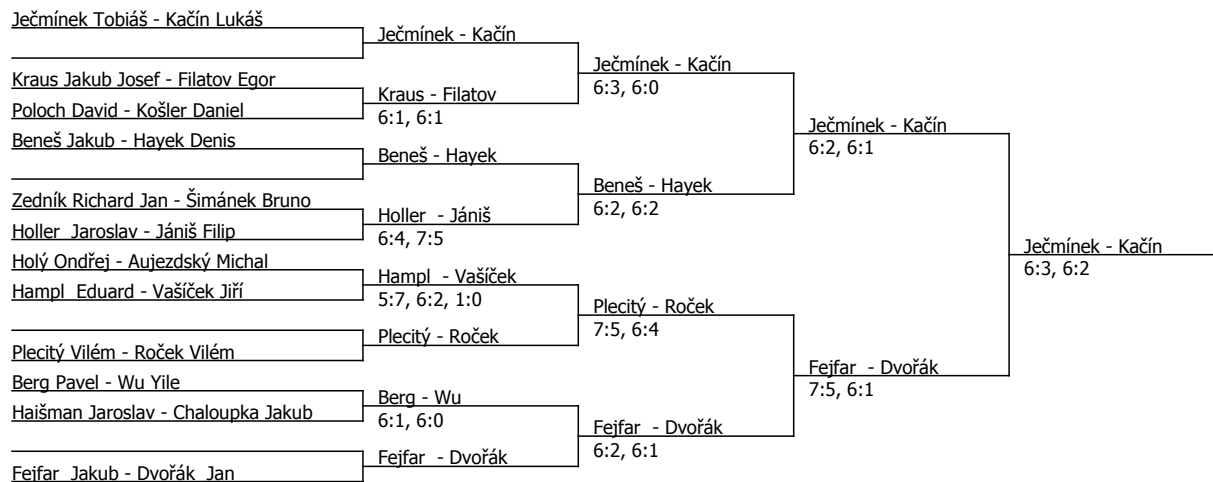 Ječmínek Tobiáš - Kačín Lukáš
Kraus Jakub Josef - Filatov Egor
Poloch David - Košler Daniel
Beneš Jakub - Hayek Denis
Zedník Richard Jan - Šimánek Bruno
Holler  Jaroslav - Jániš Filip
Holý Ondřej - Aujezdský Michal
Hampl  Eduard - Vašíček Jiří
Plecitý Vilém - Roček Vilém
Berg Pavel - Wu Yile
Haišman Jaroslav - Chaloupka Jakub
Fejfar  Jakub - Dvořák  Jan
Ječmínek - Kačín
Kraus - Filatov
6:1, 6:1
Beneš - Hayek
Holler  - Jániš
6:4, 7:5
Hampl  - Vašíček
5:7, 6:2, 1:0
Plecitý - Roček
Berg - Wu
6:1, 6:0
Fejfar  - Dvořák
Ječmínek - Kačín
6:3, 6:0
Beneš - Hayek
6:2, 6:2
Plecitý - Roček
7:5, 6:4
Fejfar  - Dvořák
6:2, 6:1
Ječmínek - Kačín
6:2, 6:1
Fejfar  - Dvořák
7:5, 6:1
Ječmínek - Kačín
6:3, 6:2